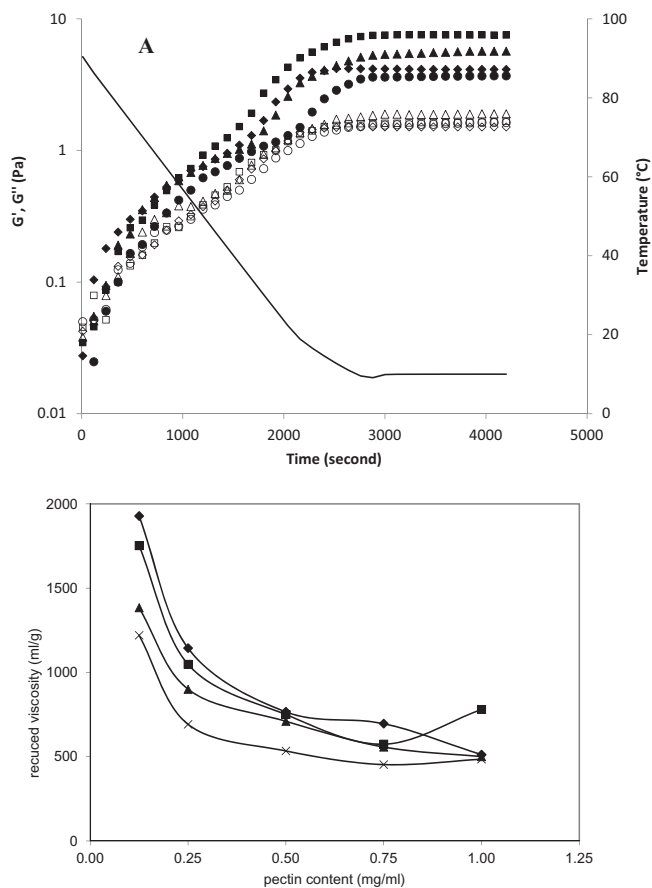 A
10
1
0.1
0.01
G', G'' (Pa)
100
80
60
40
20
0
Temperature (°C)
0 1000 2000 3000 4000 5000
Time (second)
2000
1500
1000
500
0
recuced viscosity (ml/g)
0.00 0.25 0.50 0.75 1.00 1.25
pectin content (mg/ml)